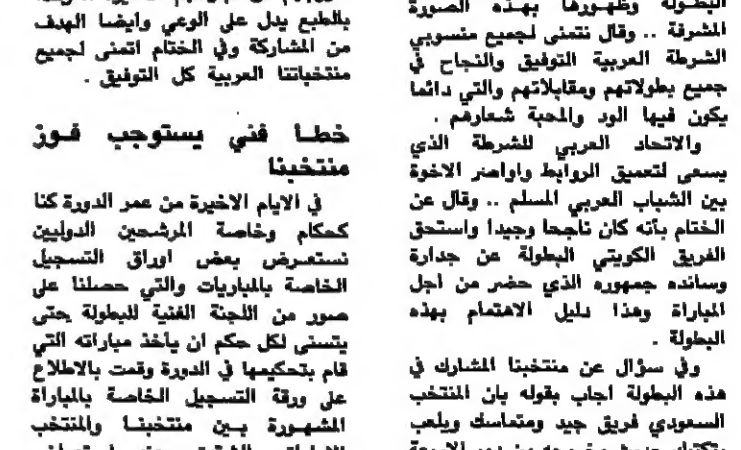 البطولة وظهورها بهذه الصورة
المشرفة .. وقال نتمنى لجميع منسوبي
الشرطة العربية التوفيق والنجاح في
جميع بطولاتهم ومقابلاتهم والتي دائما
يكون فيها الود والمحبة شعارهم .
والاتحاد العربي للشرطة الذي
يسعى لتعميق الروابط واواصر الاخوة
بين الشباب العربي المسلم .. وقال عن
الختام بأنه كان ناجحا وجيدا واستحق
الفريق الكويتي البطولة عن جدارة
وسانده جمهوره الذي حضر من اجل
المباراة وهذا دليل الاهتمام بهذه
البطولة .
وفي سؤال عن منتخبنا المشارك في
هذه البطولة اجاب بقوله بان المنتخب
السعودي فريق جيد ومتماسك ويلعب
بالطبع يدل على الوعي وايضا الهدف
من المشاركة وفي الختام اتمنى لجميع
منتخباتنا العربية كل التوفيق .
خطأ فني يستوجب فوز
منتخبنا
في الايام الاخيرة من عمر الدورة كنا
كحكام وخاصة المرشحين الدوليين
نستعرض بعض اوراق التسجيل
الخاصة بالمباريات والتي حصلنا على
صور من اللجنة الفنية للبطولة حتى
يتسنى لكل حكم ان يأخذ مباراته التي
قام بتحكيمها في الدورة وقمت بالاطلاع
على ورقة التسجيل الخاصة بالمباراة
المشهورة بين منتخبنا والمنتخب